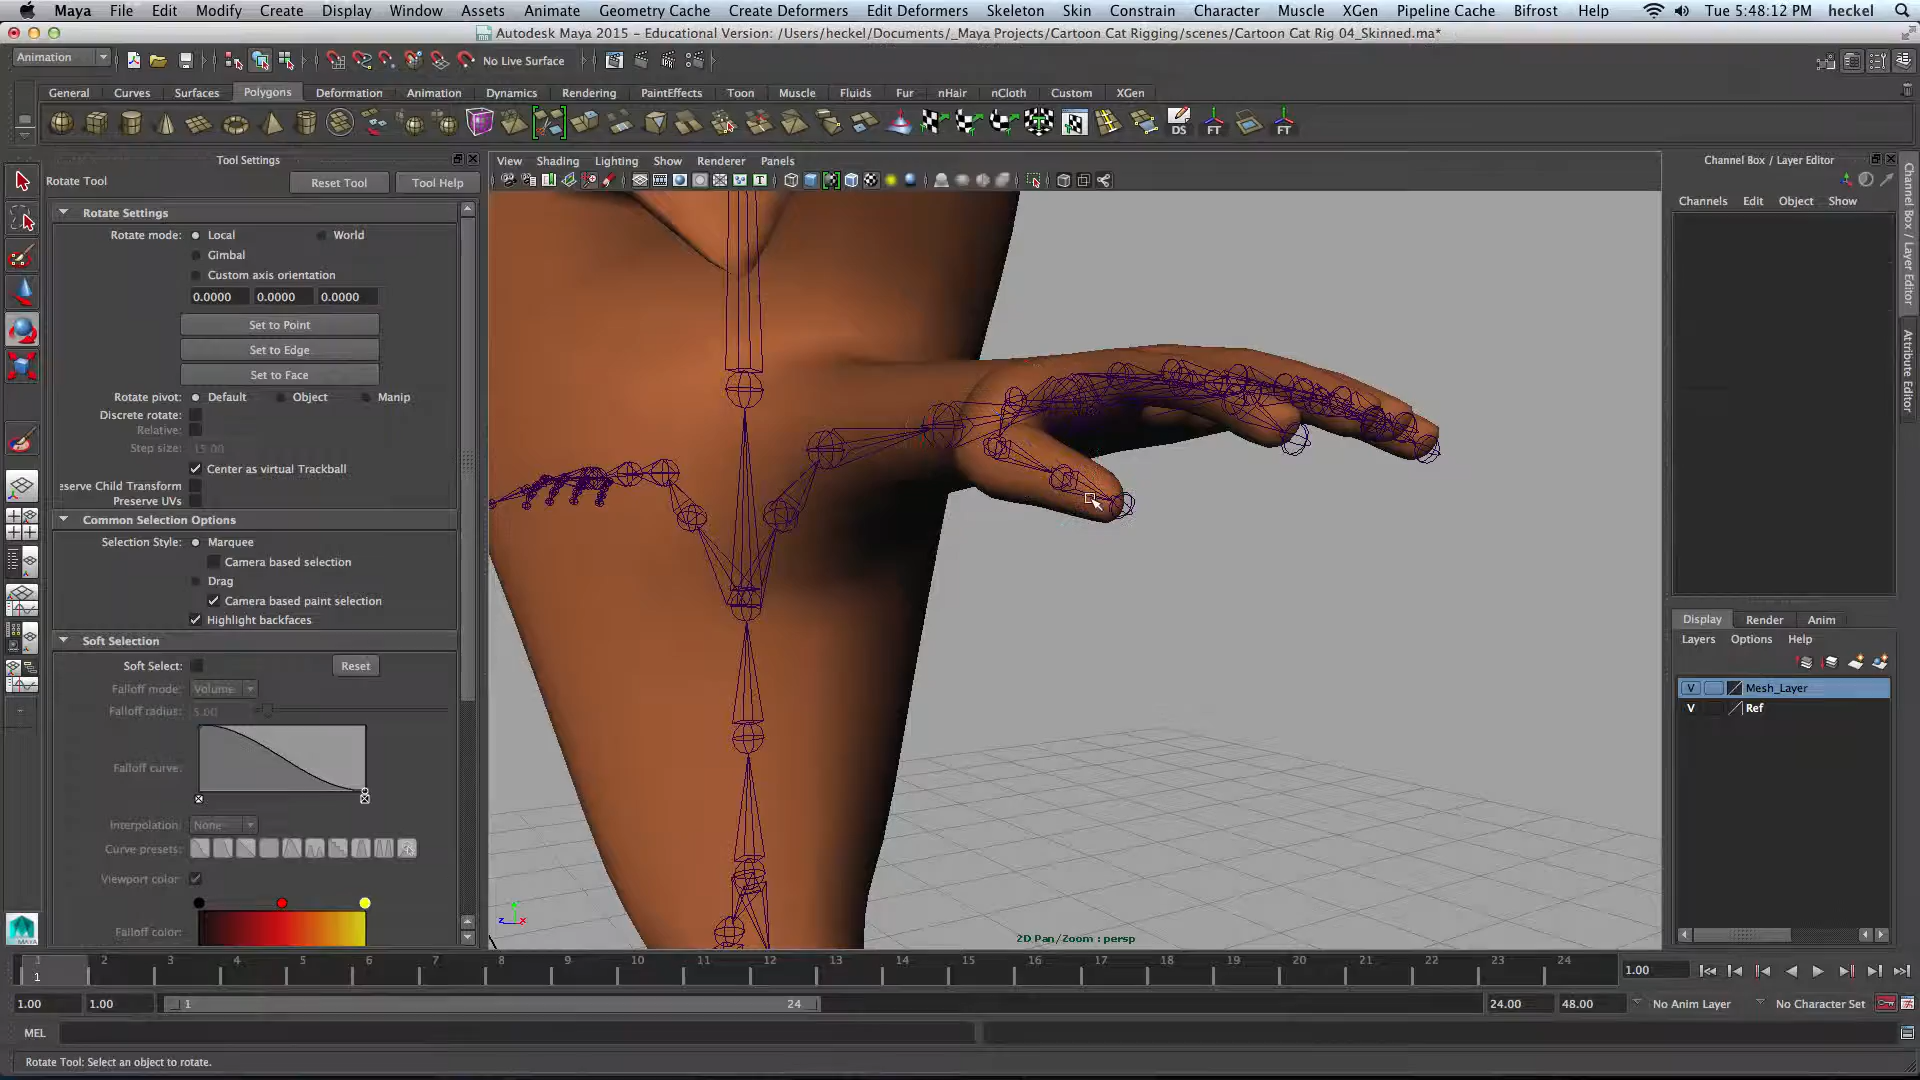 Maya File Edit Modify Create Display Window Assets Animate Geometry Cache Create Deformers Edit Deformers Skeleton Skin Constrain Character Muscle XGen Pipeline Cache Bifrost Help Tue 5:48:12 PM heckel
Autodesk Maya 2015 - Educational Version: /Users/heckel/Documents/_Maya Projects/Cartoon Cat Rigging/scenes/Cartoon Cat Rig 04_Skinned.ma*
Animation No Live Surface
General Curves Surfaces Polygons Deformation Animation Dynamics Rendering PaintEffects Toon Muscle Fluids Fur nHair nCloth Custom XGen
DS FT FT
Tool Settings
Rotate Tool Reset Tool Tool Help
Rotate Settings
Rotate mode: Local World
Gimbal
Custom axis orientation
0.0000 0.0000 0.0000
Set to Point
Set to Edge
Set to Face
Rotate pivot: Default Object Manip
Discrete rotate:
Relative:
Step size: 15.00
Center as virtual Trackball
eserve Child Transform
Preserve UVs
Common Selection Options
Selection Style: Marquee
Camera based selection
Drag
Camera based paint selection
Highlight backfaces
Soft Selection
Soft Select: Reset
Falloff mode: Volume
Falloff radius: 5.00
Falloff curve:
Interpolation: None
Curve presets:
Viewport color:
Falloff color:
MAYA
View Shading Lighting Show Renderer Panels
T
z x
2D Pan/Zoom : persp
Channel Box / Layer Editor
Channels Edit Object Show
Channel Box / Layer Editor
Attribute Editor
Display Render Anim
Layers Options Help
V Mesh_Layer
V Ref
1 2 3 4 5 6 7 8 9 10 11 12 13 14 15 16 17 18 19 20 21 22 23 24
1 1.00
1.00 1.00 1 24 24.00 48.00 No Anim Layer No Character Set
MEL
Rotate Tool: Select an object to rotate.